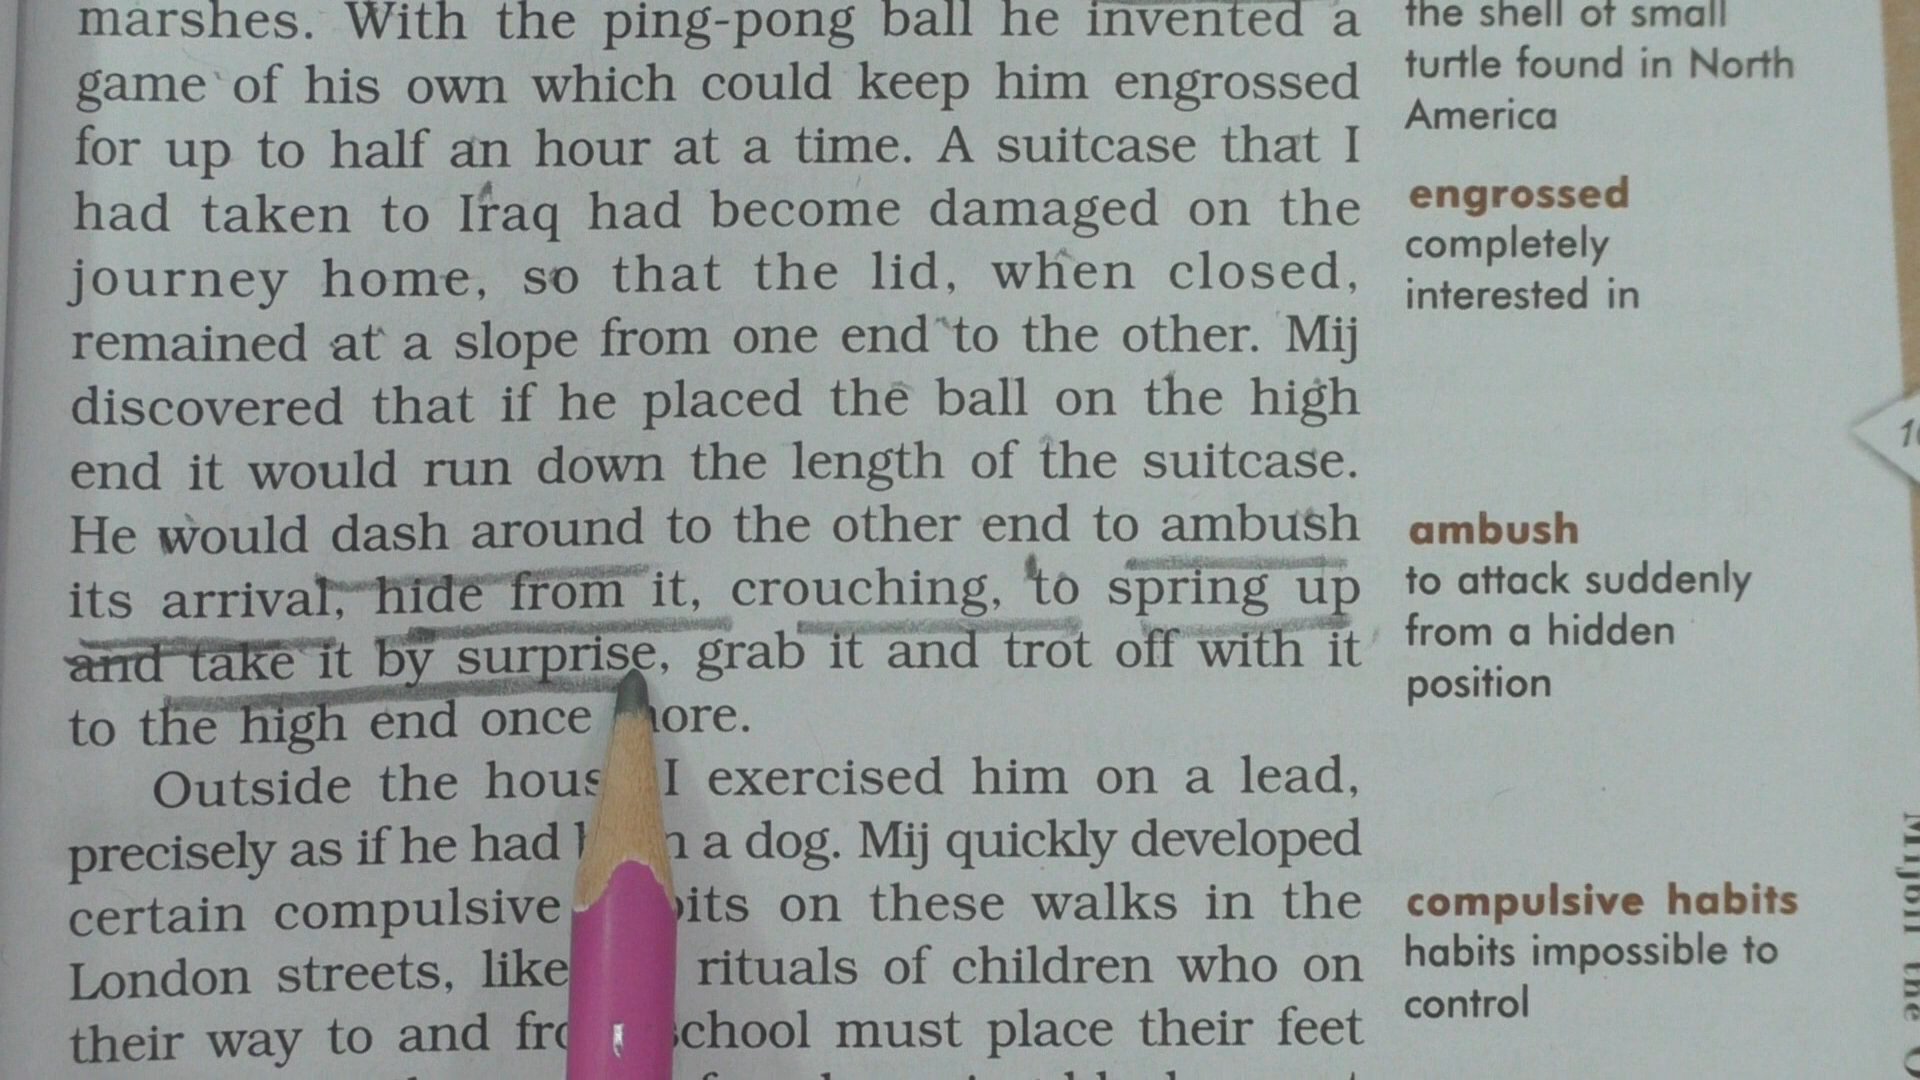 marshes. With the ping-pong ball he invented a
game of his own which could keep him engrossed
for up to half an hour at a time. A suitcase that I
had taken to Iraq had become damaged on the
journey home, so that the lid, when closed,
remained at a slope from one end to the other. Mij
discovered that if he placed the ball on the high
end it would run down the length of the suitcase.
He would dash around to the other end to ambush
its arrival, hide from it, crouching, to spring up
and take it by surprise, grab it and trot off with it
to the high end once
Outside the I exercised him on a lead,
precisely as if he had a dog. Mij quickly developed
certain compulsive on these walks in the
London streets, like rituals of children who on
their way to and must place their feet
the shell of small
turtle found in North
America
engrossed
completely
interested in
ambush
to attack suddenly
from a hidden
position
compulsive habits
habits impossible to
control
Mijbil the